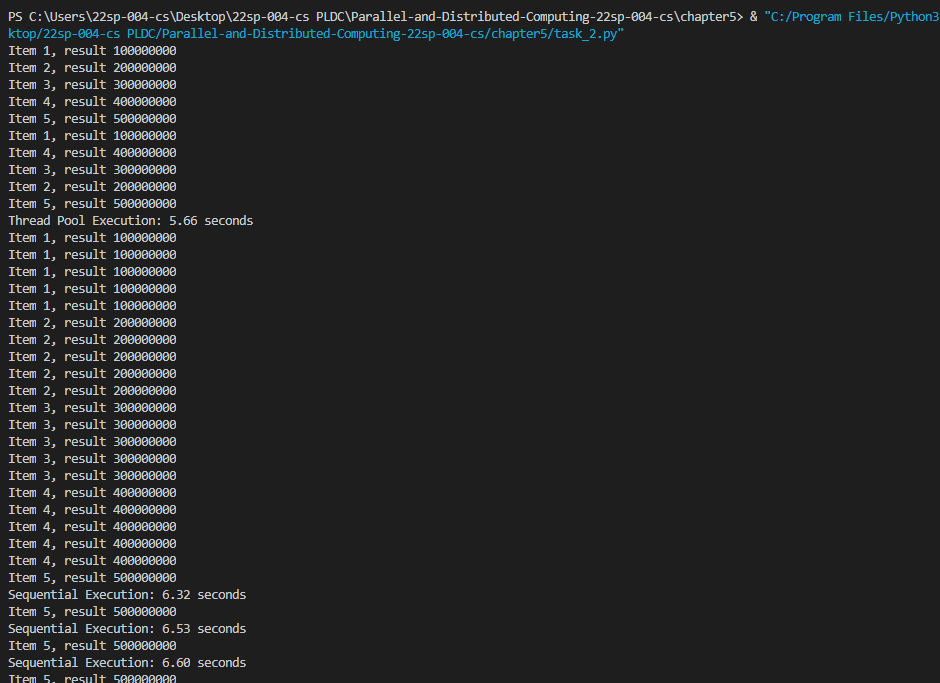 PS C:\Users\22sp-004-cs\Desktop\22sp-004-cs PLDC\Parallel-and-Distributed-Computing-22sp-004-cs\chapter5> & "C:/Program Files/Python3
ktop/22sp-004-cs PLDC/Parallel-and-Distributed-Computing-22sp-004-cs/chapter5/task_2.py"
Item 1, result 100000000
Item 2, result 200000000
Item 3, result 300000000
Item 4, result 400000000
Item 5, result 500000000
Item 1, result 100000000
Item 4, result 400000000
Item 3, result 300000000
Item 2, result 200000000
Item 5, result 500000000
Thread Pool Execution: 5.66 seconds
Item 1, result 100000000
Item 1, result 100000000
Item 1, result 100000000
Item 1, result 100000000
Item 1, result 100000000
Item 2, result 200000000
Item 2, result 200000000
Item 2, result 200000000
Item 2, result 200000000
Item 2, result 200000000
Item 3, result 300000000
Item 3, result 300000000
Item 3, result 300000000
Item 3, result 300000000
Item 3, result 300000000
Item 4, result 400000000
Item 4, result 400000000
Item 4, result 400000000
Item 4, result 400000000
Item 4, result 400000000
Item 5, result 500000000
Sequential Execution: 6.32 seconds
Item 5, result 500000000
Sequential Execution: 6.53 seconds
Item 5, result 500000000
Sequential Execution: 6.60 seconds
Item 5, result 500000000